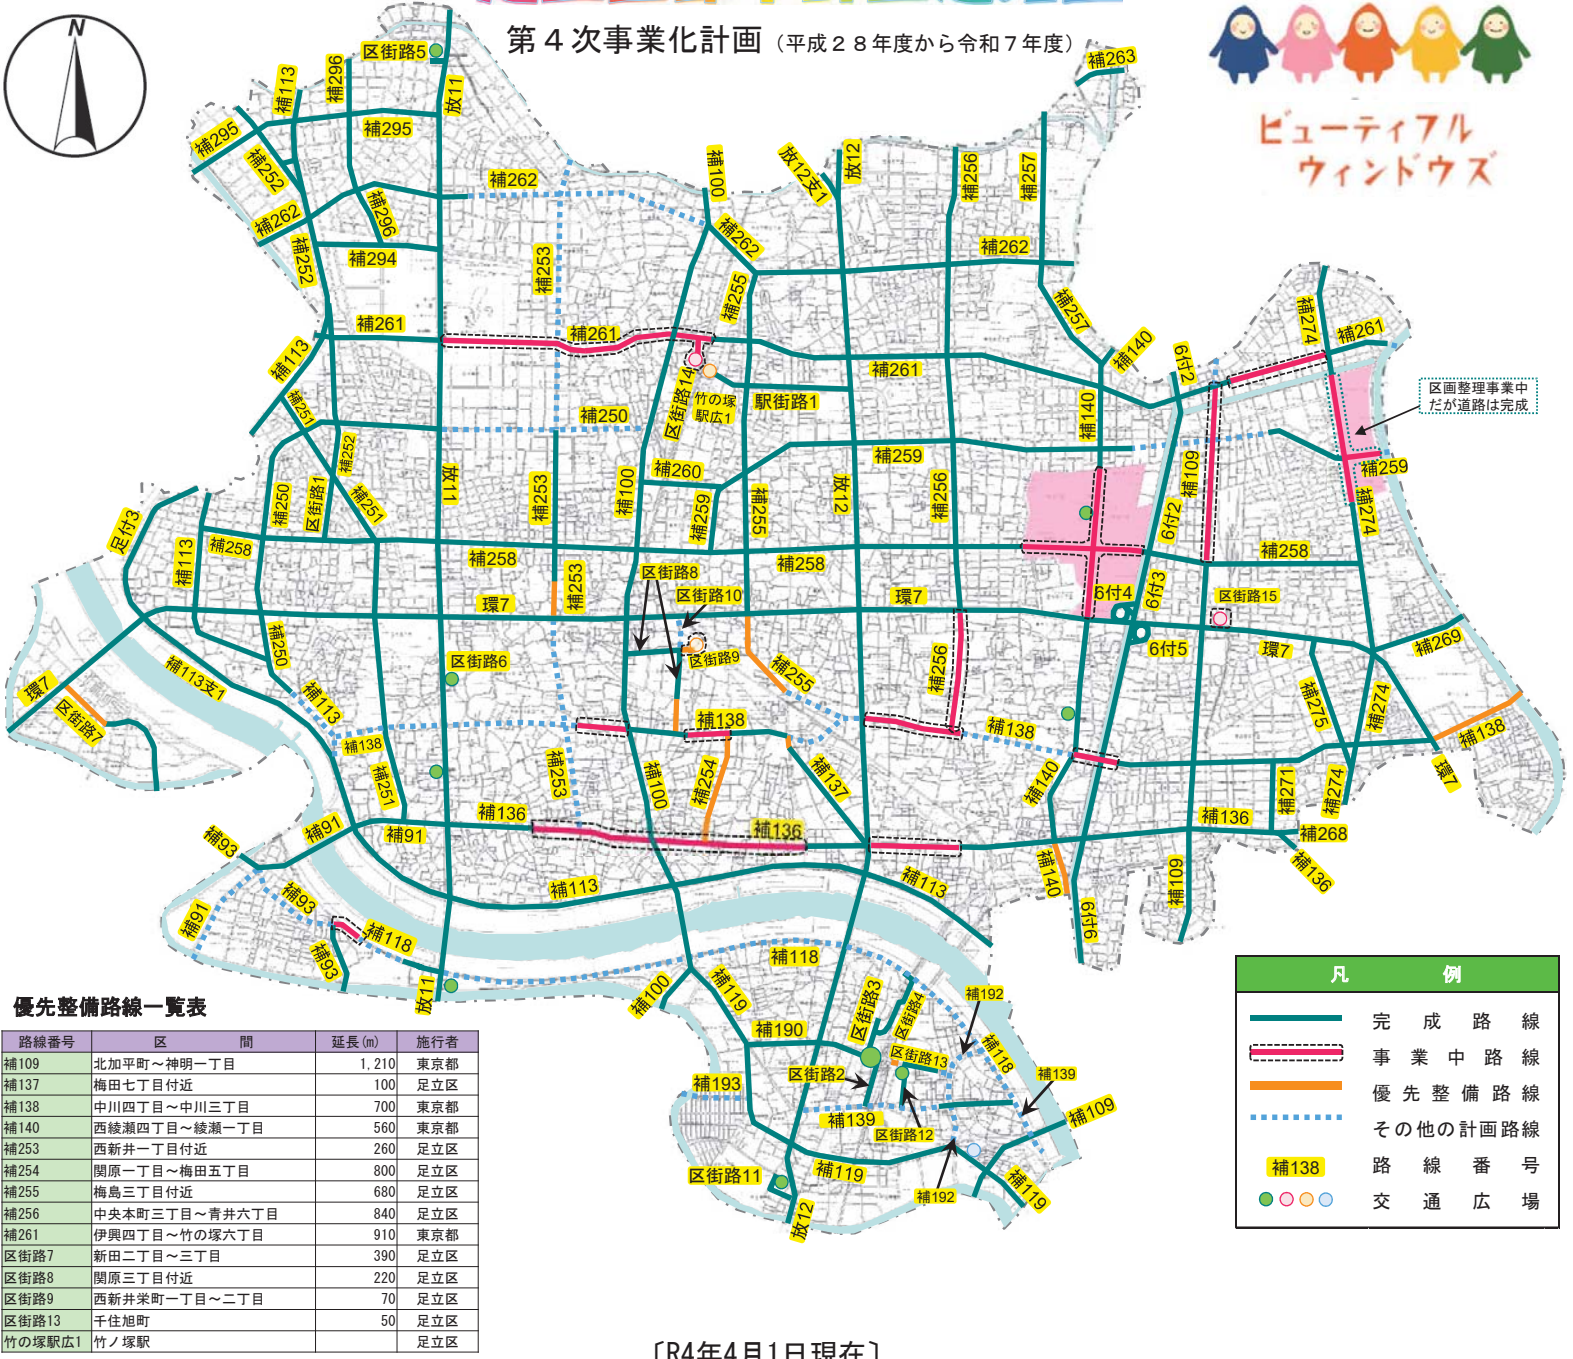 第４次事業化計画（平成２８年度から令和７年度）
N
ビューティフル
ウィンドウズ
区街路5
放11
補296
補113
補295
補295
補252
補262
補296
補262
補252
補294
補253
補100
補262
補255
放12支1
放12
補256
補257
補263
補262
補257
補140
6付2
補274
補261
補261
補261
補113
補251
補252
補250
区街路14
竹の塚
駅広1
駅街路1
補261
補140
区画整理事業中
だが道路は完成
補259
補259
補260
補109
補274
放11
補253
補100
補259
補255
放12
補256
6付2
足付3
補113
補258
補250
区街路1
補251
補258
補253
区街路8
区街路10
補258
補258
環7
環7
6付4
6付3
区街路15
6付5
環7
補269
補250
補113支1
補113
環7
区街路7
区街路6
区街路9
補255
補256
補275
補274
補138
補138
補138
補138
環7
補251
補253
補100
補254
補137
補140
補271
補274
補136
補136
補136
補268
補136
補93
補91
補91
補113
補113
補140
補109
6付6
補91
補93
補118
補93
放11
補118
補100
補119
補190
区街路3
区街路4
補192
区街路13
補118
区街路2
補139
補193
補139
区街路12
補109
区街路11
補119
補192
補119
放12
優先整備路線一覧表
路線番号 区間 延長(m) 施行者
補109 北加平町～神明一丁目 1,210 東京都
補137 梅田七丁目付近 100 足立区
補138 中川四丁目～中川三丁目 700 東京都
補140 西綾瀬四丁目～綾瀬一丁目 560 東京都
補253 西新井一丁目付近 260 足立区
補254 関原一丁目～梅田五丁目 800 足立区
補255 梅島三丁目付近 680 足立区
補256 中央本町三丁目～青井六丁目 840 足立区
補261 伊興四丁目～竹の塚六丁目 910 東京都
区街路7 新田二丁目～三丁目 390 足立区
区街路8 関原三丁目付近 220 足立区
区街路9 西新井栄町一丁目～二丁目 70 足立区
区街路13 千住旭町 50 足立区
竹の塚駅広1 竹ノ塚駅 足立区
凡例
完成路線
事業中路線
優先整備路線
その他の計画路線
補138 路線番号
交通広場
〔R4年4月1日現在〕